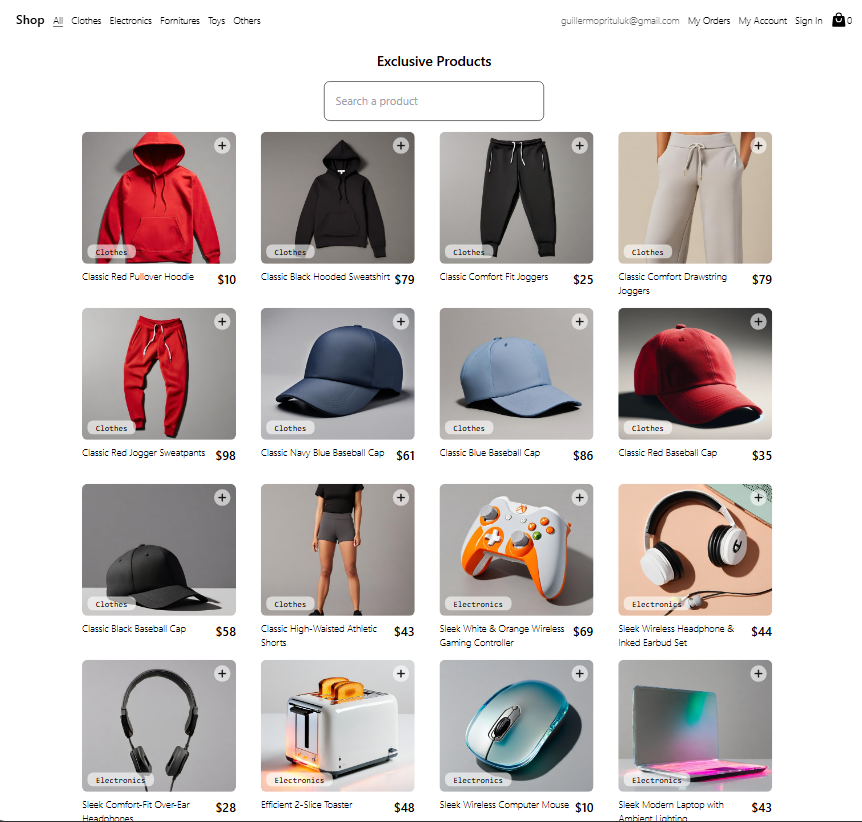 Shop All Clothes Electronics Fornitures Toys Others guillermoprituluk@gmail.com My Orders My Account Sign In 0
Exclusive Products
Search a product
Clothes Clothes Clothes Clothes
Classic Red Pullover Hoodie $10 Classic Black Hooded Sweatshirt $79 Classic Comfort Fit Joggers $25 Classic Comfort Drawstring $79
Joggers
Clothes Clothes Clothes Clothes
Classic Red Jogger Sweatpants $98 Classic Navy Blue Baseball Cap $61 Classic Blue Baseball Cap $86 Classic Red Baseball Cap $35
Clothes Clothes Electronics Electronics
Classic Black Baseball Cap $58 Classic High-Waisted Athletic $43 Sleek White & Orange Wireless $69 Sleek Wireless Headphone & $44
Shorts Gaming Controller Inked Earbud Set
Electronics Electronics Electronics Electronics
Sleek Comfort-Fit Over-Ear $28 Efficient 2-Slice Toaster $48 Sleek Wireless Computer Mouse $10 Sleek Modern Laptop with $43
Headphones Ambient Lighting